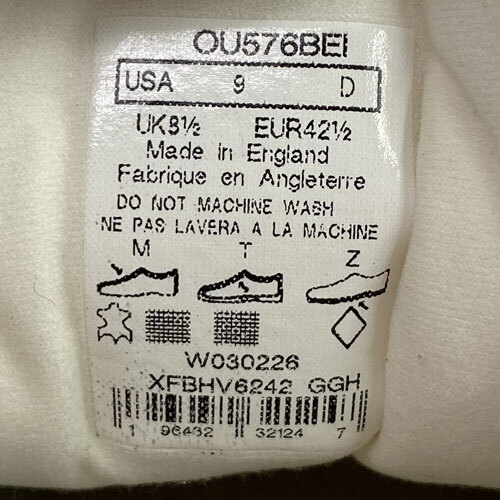 OU576BEI
USA 9 D
UK8½ EUR42½
Made in England
Fabrique en Angleterre
DO NOT MACHINE WASH
NE PAS LAVERA A LA MACHINE
M T Z
W030226
XFBHV6242 GGH
1 96432 32124 7